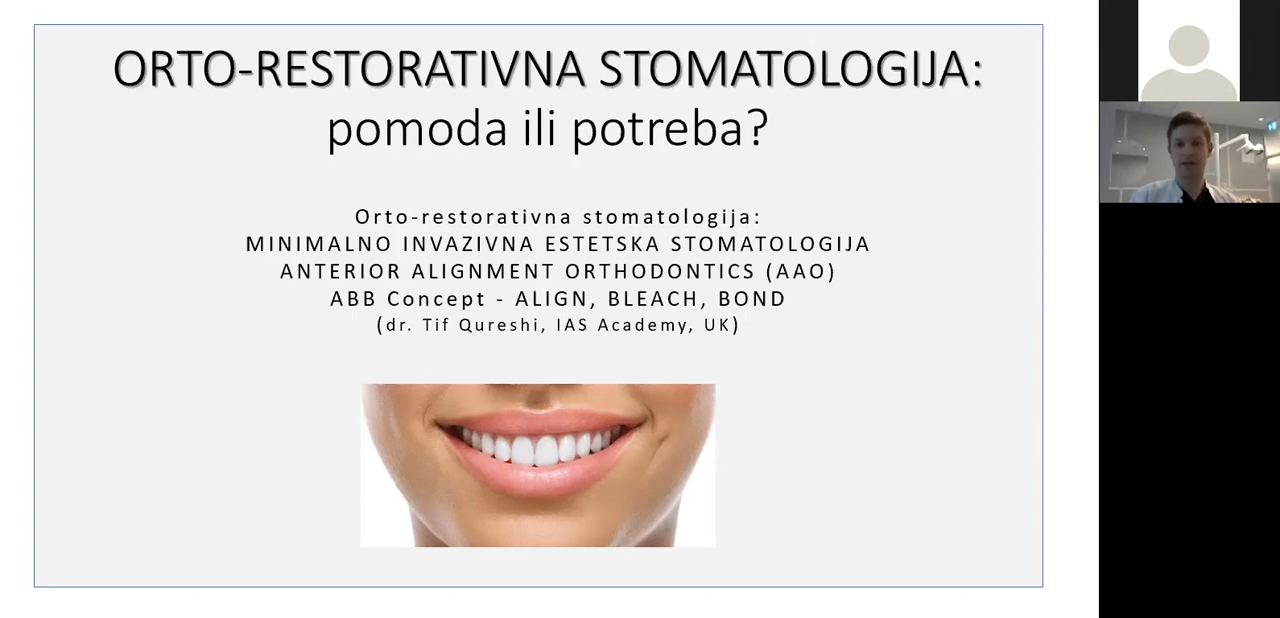 ORTO-RESTORATIVNA STOMATOLOGIJA:
pomoda ili potreba?
Orto-restorativna stomatologija:
MINIMALNO INVAZIVNA ESTETSKA STOMATOLOGIJA
ANTERIOR ALIGNMENT ORTHODONTICS (AAO)
ABB Concept - ALIGN, BLEACH, BOND
(dr. Tif Qureshi, IAS Academy, UK)